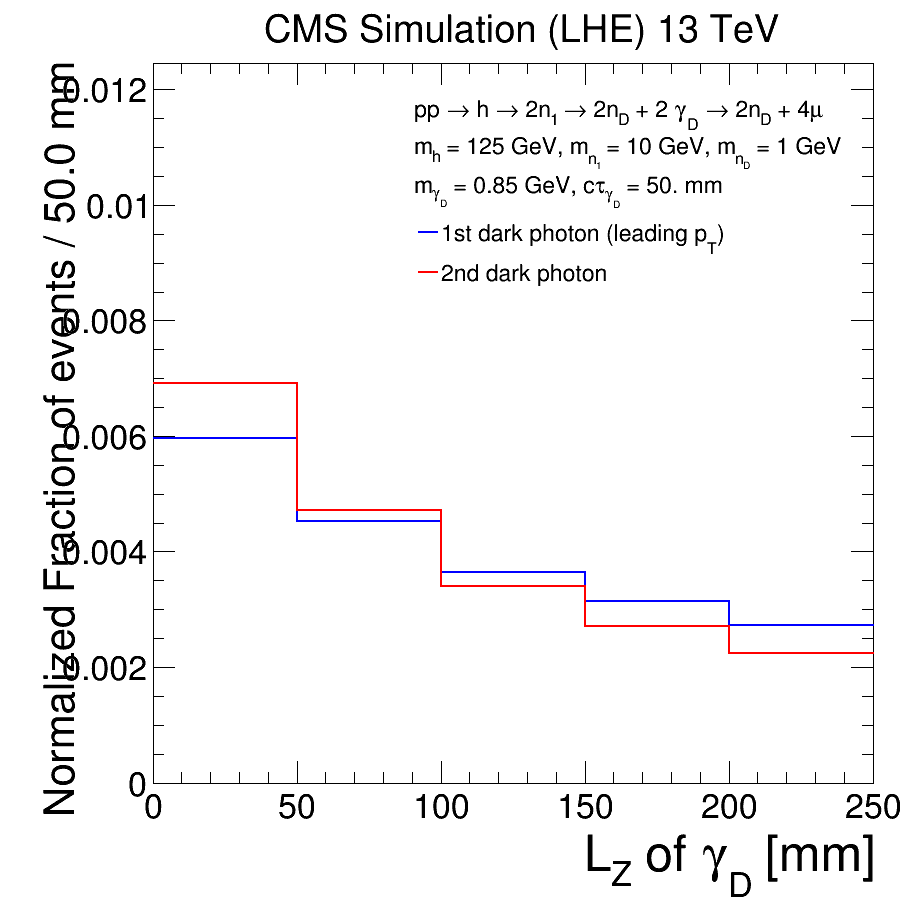 CMS Simulation (LHE) 13 TeV
pp → h → 2n1 → 2nD + 2 γD → 2nD + 4μ
mh = 125 GeV, mn1 = 10 GeV, mnD = 1 GeV
mγD = 0.85 GeV, cτγD = 50. mm
1st dark photon (leading pT)
2nd dark photon
Normalized Fraction of events / 50.0 mm
0.012
0.01
0.008
0.006
0.004
0.002
0
0 50 100 150 200 250
LZ of γD [mm]